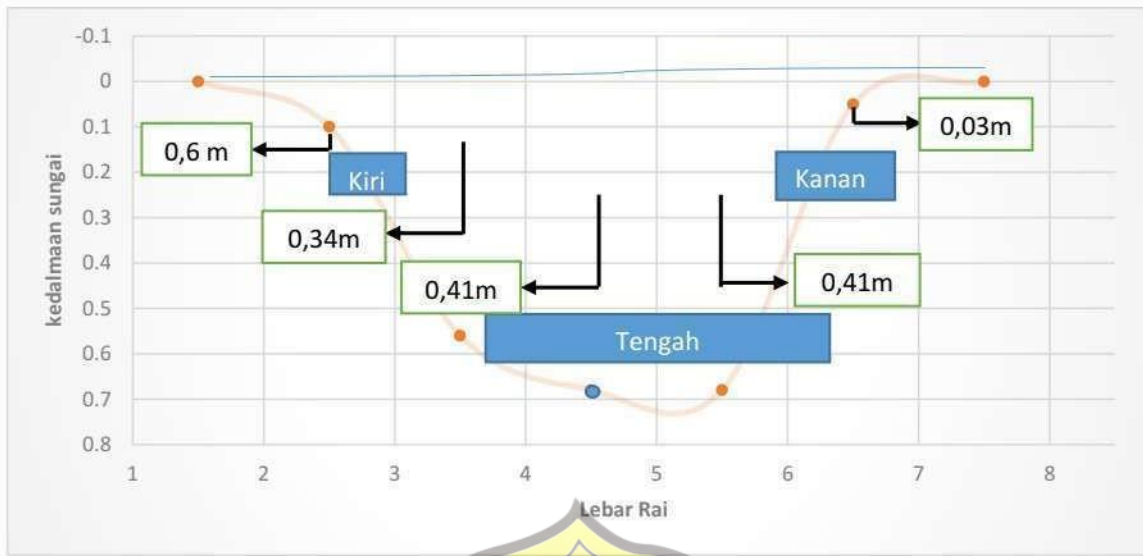 -0.1
0
0.1
0.2
0.3
0.4
0.5
0.6
0.7
0.8
kedalmaan sungai
0,6 m
Kiri
0,34m
0,41m
Tengah
0,41m
Kanan
0,03m
1 2 3 4 5 6 7 8
Lebar Rai